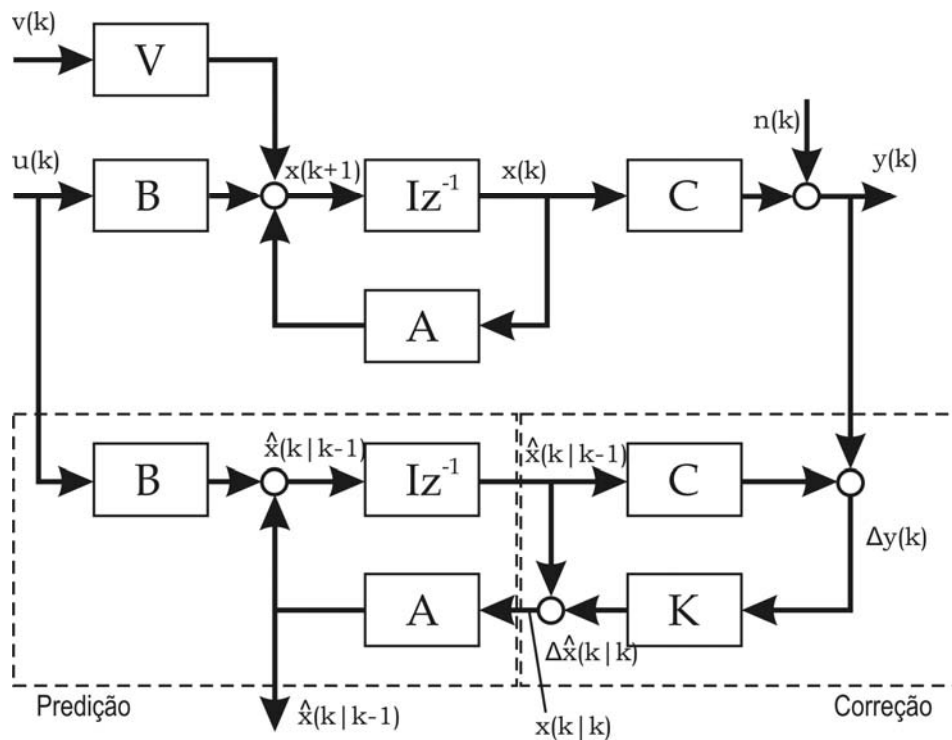 v(k)
V
n(k)
u(k)
B
x(k+1)
Iz⁻¹
x(k)
C
y(k)
A
B
x̂(k|k-1)
Iz⁻¹
x̂(k|k-1)
C
Δy(k)
A
K
Δx̂(k|k)
Predição
x̂(k|k-1)
x(k|k)
Correção